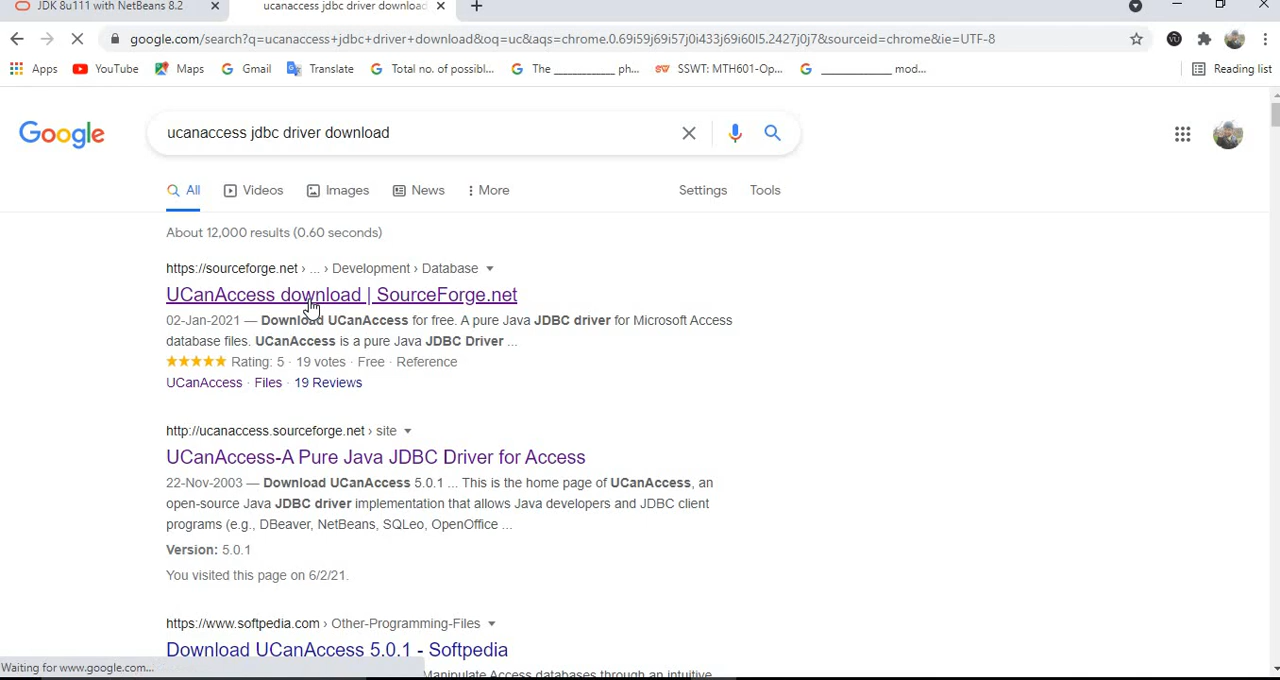 JDK 8u111 with NetBeans 8.2
ucanaccess jdbc driver download
google.com/search?q=ucanaccess+jdbc+driver+download&oq=uc&aqs=chrome.0.69i59j69i57j0i433j69i60l5.2427j0j7&sourceid=chrome&ie=UTF-8
Apps YouTube Maps Gmail Translate Total no. of possibl... The ____________ ph... SSWT: MTH601-Op... ____________ mod... Reading list
Google
ucanaccess jdbc driver download
All Videos Images News More Settings Tools
About 12,000 results (0.60 seconds)
https://sourceforge.net › ... › Development › Database
UCanAccess download | SourceForge.net
02-Jan-2021 — Download UCanAccess for free. A pure Java JDBC driver for Microsoft Access
database files. UCanAccess is a pure Java JDBC Driver ...
Rating: 5 · 19 votes · Free · Reference
UCanAccess · Files · 19 Reviews
http://ucanaccess.sourceforge.net › site
UCanAccess-A Pure Java JDBC Driver for Access
22-Nov-2003 — Download UCanAccess 5.0.1 ... This is the home page of UCanAccess, an
open-source Java JDBC driver implementation that allows Java developers and JDBC client
programs (e.g., DBeaver, NetBeans, SQLeo, OpenOffice ...
Version: 5.0.1
You visited this page on 6/2/21.
https://www.softpedia.com › Other-Programming-Files
Download UCanAccess 5.0.1 - Softpedia
Manipulate Access databases through an intuitive
Waiting for www.google.com...